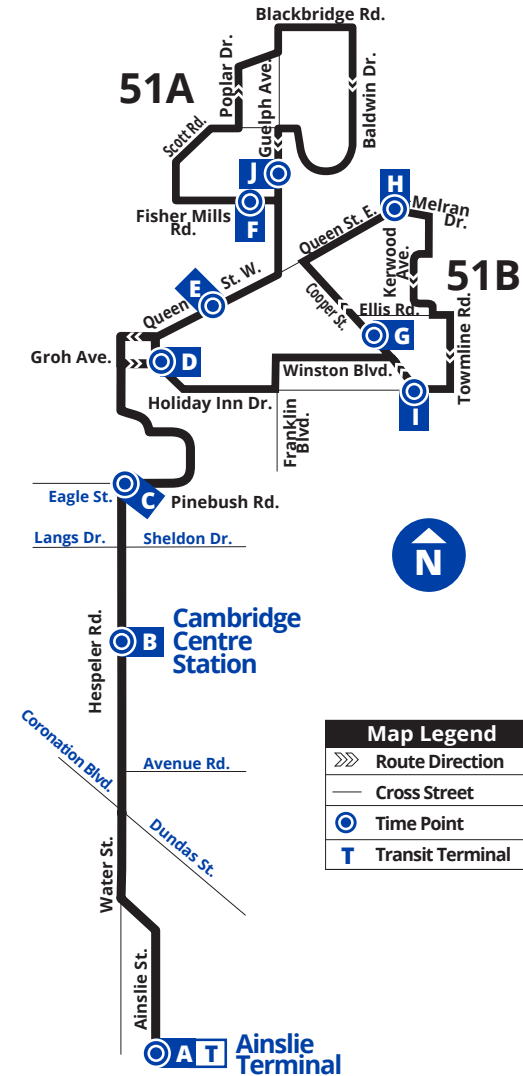 Blackbridge Rd.
51A
Poplar Dr.
Guelph Ave.
Baldwin Dr.
Scott Rd.
J
F
Fisher Mills
Rd.
H
Melran
Dr.
Queen St. E.
Kerwood
Ave.
51B
E
Queen St. W.
Cooper St.
Ellis Rd.
G
Townline Rd.
Groh Ave.
D
Winston Blvd.
Holiday Inn Dr.
I
Franklin
Blvd.
Eagle St.
C
Pinebush Rd.
Langs Dr.
Sheldon Dr.
N
Hespeler Rd.
B
Cambridge
Centre
Station
Coronation Blvd.
Avenue Rd.
Dundas St.
Map Legend
Route Direction
Cross Street
Time Point
T Transit Terminal
Water St.
Ainslie St.
A T
Ainslie
Terminal